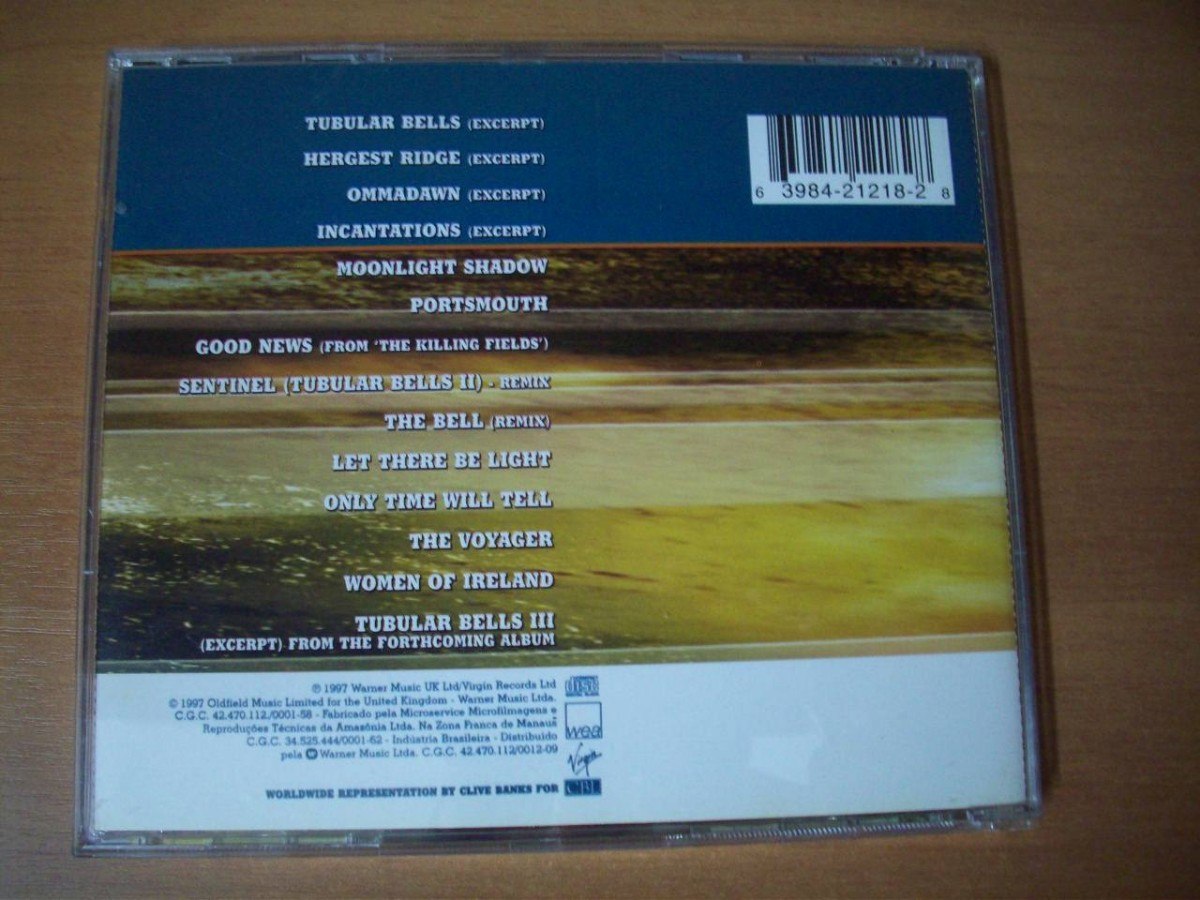 TUBULAR BELLS (EXCERPT)
HERGEST RIDGE (EXCERPT)
OMMADAWN (EXCERPT)
INCANTATIONS (EXCERPT)
MOONLIGHT SHADOW
PORTSMOUTH
GOOD NEWS (FROM 'THE KILLING FIELDS')
SENTINEL (TUBULAR BELLS II) - REMIX
THE BELL (REMIX)
LET THERE BE LIGHT
ONLY TIME WILL TELL
THE VOYAGER
WOMEN OF IRELAND
TUBULAR BELLS III
(EXCERPT) FROM THE FORTHCOMING ALBUM
6 3984-21218-2 8
℗ 1997 Warner Music UK Ltd/Virgin Records Ltd
© 1997 Oldfield Music Limited for the United Kingdom - Warner Music Ltda.
C.G.C. 42.470.112./0001-58 - Fabricado pela Microservice Microfilmagens e
Reproduções Técnicas da Amazônia Ltda. Na Zona Franca de Manaus
C.G.C. 34.525.444/0001-62 - Indústria Brasileira - Distribuído
pela Warner Music Ltda. C.G.C. 42.470.112/0012-09
WORLDWIDE REPRESENTATION BY CLIVE BANKS FOR CBL
disc
wea
Virgin